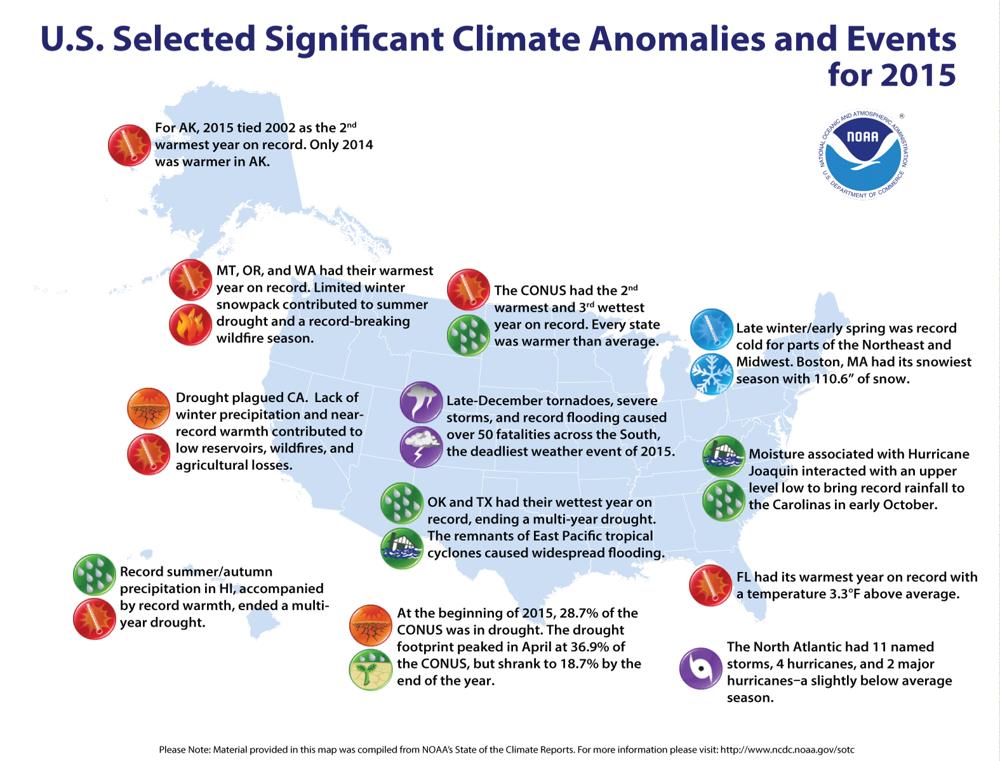 U.S. Selected Significant Climate Anomalies and Events
for 2015
NATIONAL OCEANIC AND ATMOSPHERIC ADMINISTRATION
®
NOAA
U.S. DEPARTMENT OF COMMERCE
For AK, 2015 tied 2002 as the 2nd
warmest year on record. Only 2014
was warmer in AK.
MT, OR, and WA had their warmest
year on record. Limited winter
snowpack contributed to summer
drought and a record-breaking
wildfire season.
The CONUS had the 2nd
warmest and 3rd wettest
year on record. Every state
was warmer than average.
Late winter/early spring was record
cold for parts of the Northeast and
Midwest. Boston, MA had its snowiest
season with 110.6” of snow.
Drought plagued CA.  Lack of
winter precipitation and near-
record warmth contributed to
low reservoirs, wildfires, and
agricultural losses.
Late-December tornadoes, severe
storms, and record flooding caused
over 50 fatalities across the South,
the deadliest weather event of 2015.
Moisture associated with Hurricane
Joaquin interacted with an upper
level low to bring record rainfall to
the Carolinas in early October.
OK and TX had their wettest year on
record, ending a multi-year drought.
The remnants of East Pacific tropical
cyclones caused widespread flooding.
Record summer/autumn
precipitation in HI, accompanied
by record warmth, ended a multi-
year drought.
FL had its warmest year on record with
a temperature 3.3°F above average.
At the beginning of 2015, 28.7% of the
CONUS was in drought. The drought
footprint peaked in April at 36.9% of
the CONUS, but shrank to 18.7% by the
end of the year.
The North Atlantic had 11 named
storms, 4 hurricanes, and 2 major
hurricanes–a slightly below average
season.
Please Note: Material provided in this map was compiled from NOAA's State of the Climate Reports. For more information please visit: http://www.ncdc.noaa.gov/sotc